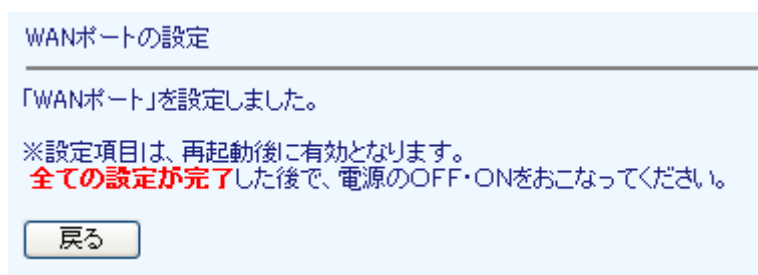 WANポートの設定
「WANポート」を設定しました。
※設定項目は、再起動後に有効となります。
全ての設定が完了した後で、電源のOFF・ONをおこなってください。
戻る